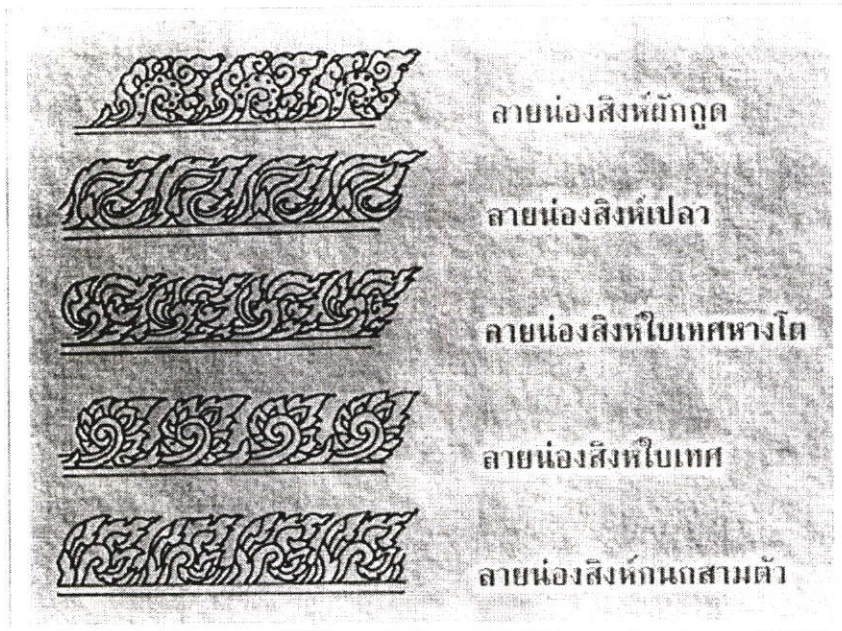 ลายน่องสิงห์ผักกูด
ลายน่องสิงห์เปลว
ลายน่องสิงห์ใบเทศหางโต
ลายน่องสิงห์ใบเทศ
ลายน่องสิงห์กนกสามตัว